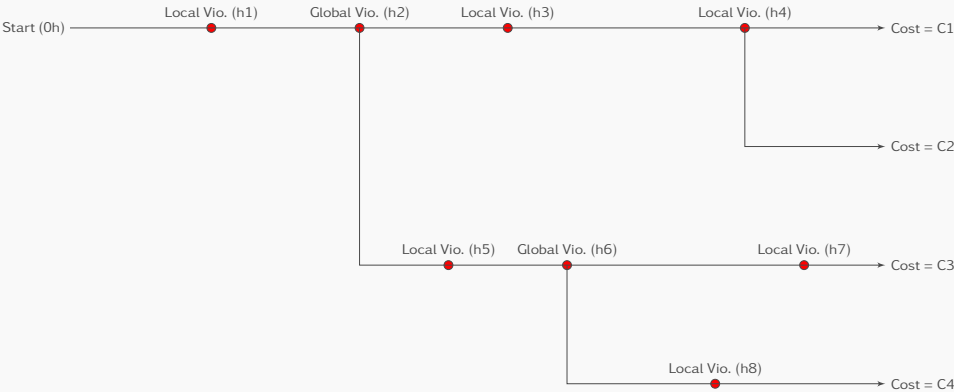 Local Vio. (h1)
Global Vio. (h2)
Local Vio. (h3)
Local Vio. (h4)
Start (0h)
Cost = C1
Cost = C2
Local Vio. (h5)
Global Vio. (h6)
Local Vio. (h7)
Cost = C3
Local Vio. (h8)
Cost = C4